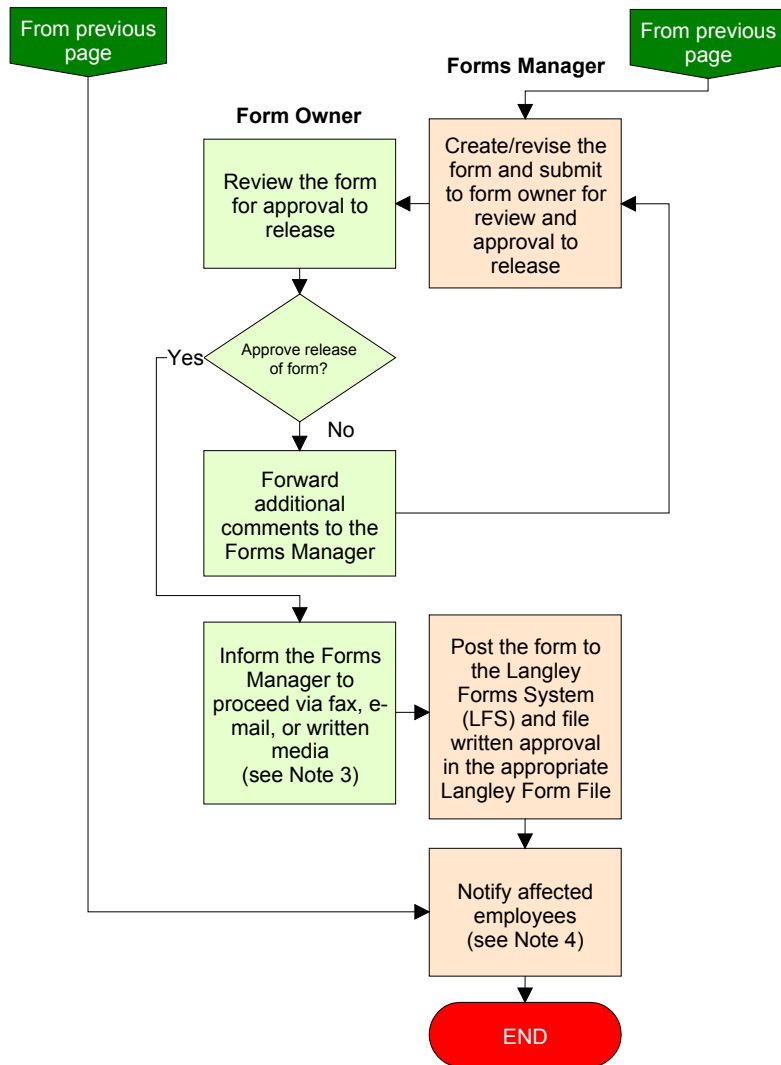 From previous
page
From previous
page
Forms Manager
Form Owner
Create/revise the
form and submit
to form owner for
review and
approval to
release
Review the form
for approval to
release
Approve release
of form?
Yes
No
Forward
additional
comments to the
Forms Manager
Inform the Forms
Manager to
proceed via fax, e-
mail, or written
media
(see Note 3)
Post the form to
the Langley
Forms System
(LFS) and file
written approval
in the appropriate
Langley Form File
Notify affected
employees
(see Note 4)
END